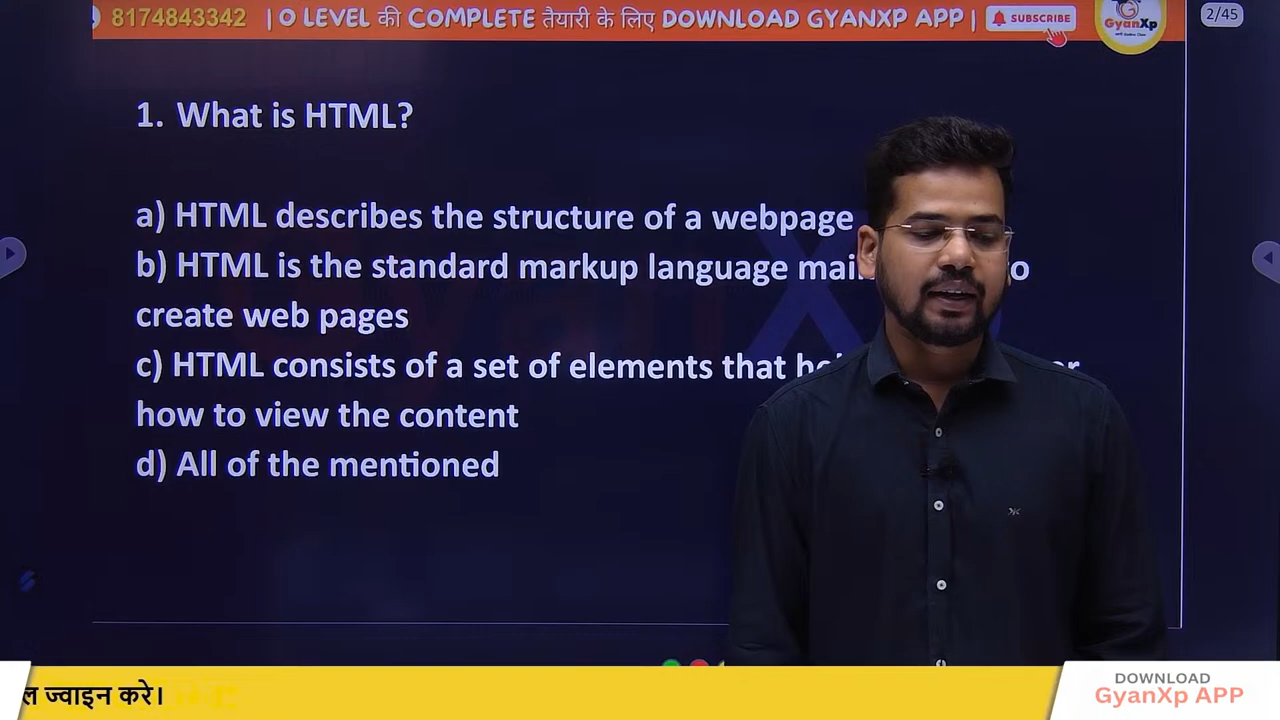 8174843342 | O LEVEL की COMPLETE तैयारी के लिए DOWNLOAD GYANXP APP |
SUBSCRIBE
GyanXp
2/45
1. What is HTML?
a) HTML describes the structure of a webpage
b) HTML is the standard markup language
create web pages
c) HTML consists of a set of elements that
how to view the content
d) All of the mentioned
ज्वाइन करे।
DOWNLOAD
GyanXp APP